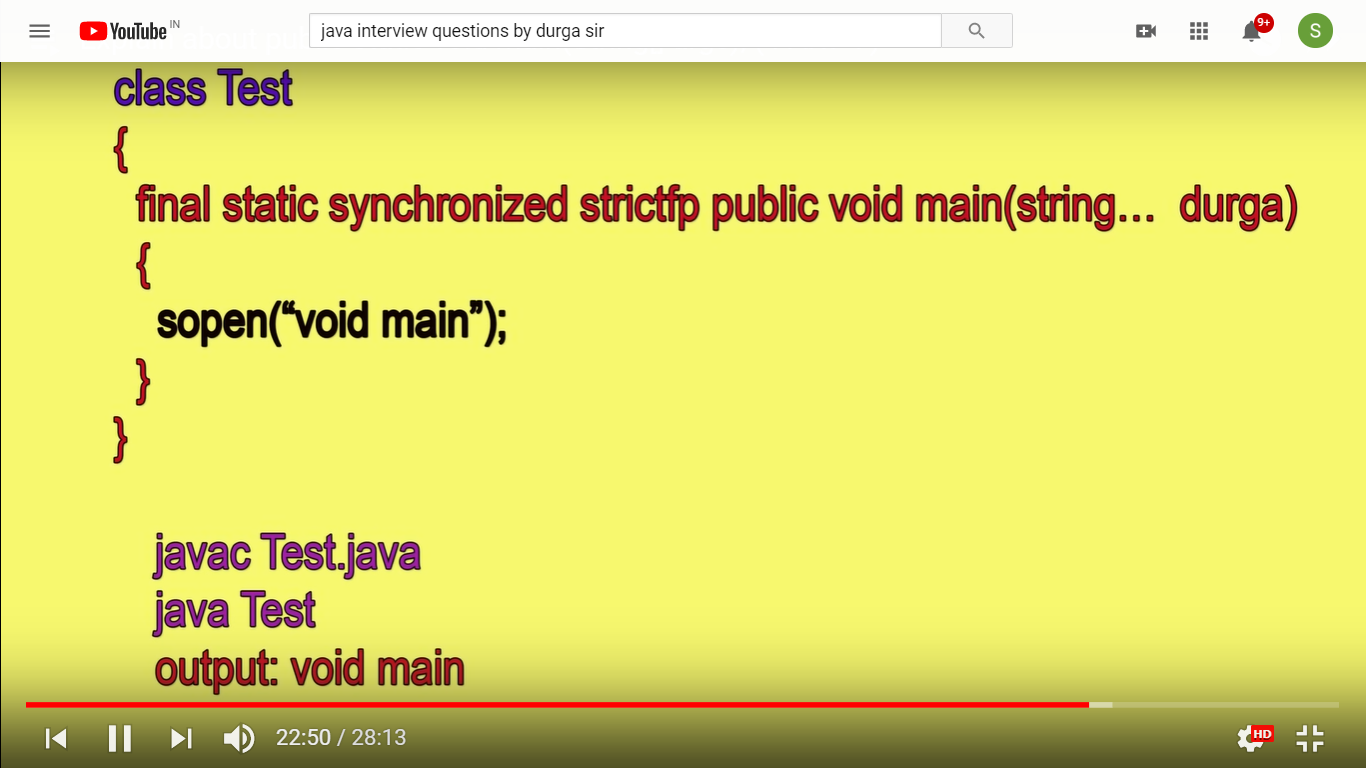 YouTube IN
java interview questions by durga sir
9+
S
class Test
{
final static synchronized strictfp public void main(string... durga)
{
sopen(“void main”);
}
}
javac Test.java
java Test
output: void main
22:50 / 28:13
HD